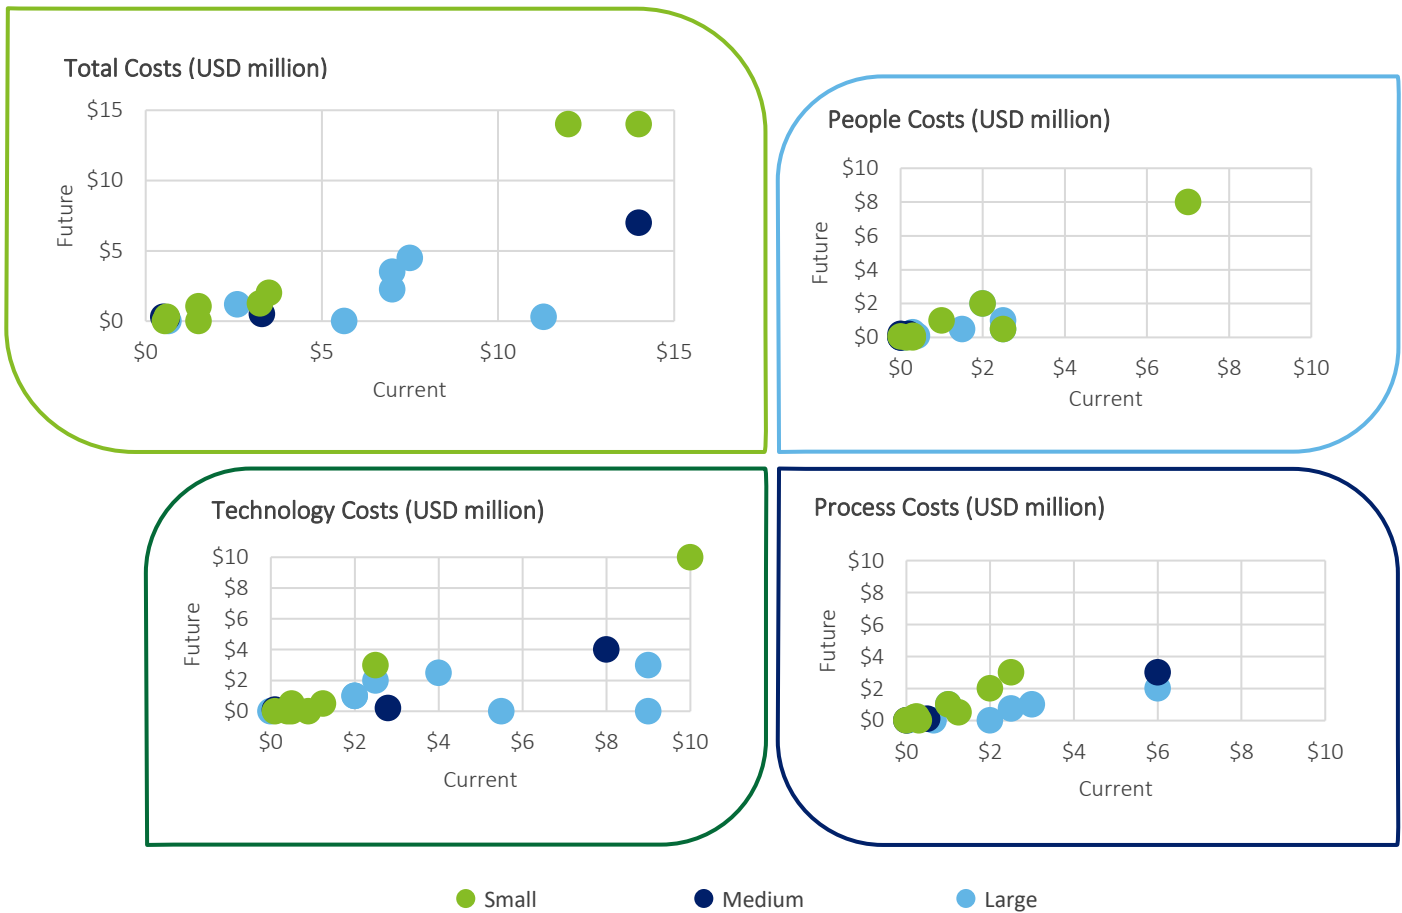 Total Costs (USD million)
$15
$10
$5
$0
Future
$0 $5 $10 $15
Current
People Costs (USD million)
$10
$8
$6
$4
$2
$0
Future
$0 $2 $4 $6 $8 $10
Current
Technology Costs (USD million)
$10
$8
$6
$4
$2
$0
Future
$0 $2 $4 $6 $8 $10
Current
Process Costs (USD million)
$10
$8
$6
$4
$2
$0
Future
$0 $2 $4 $6 $8 $10
Current
Small Medium Large